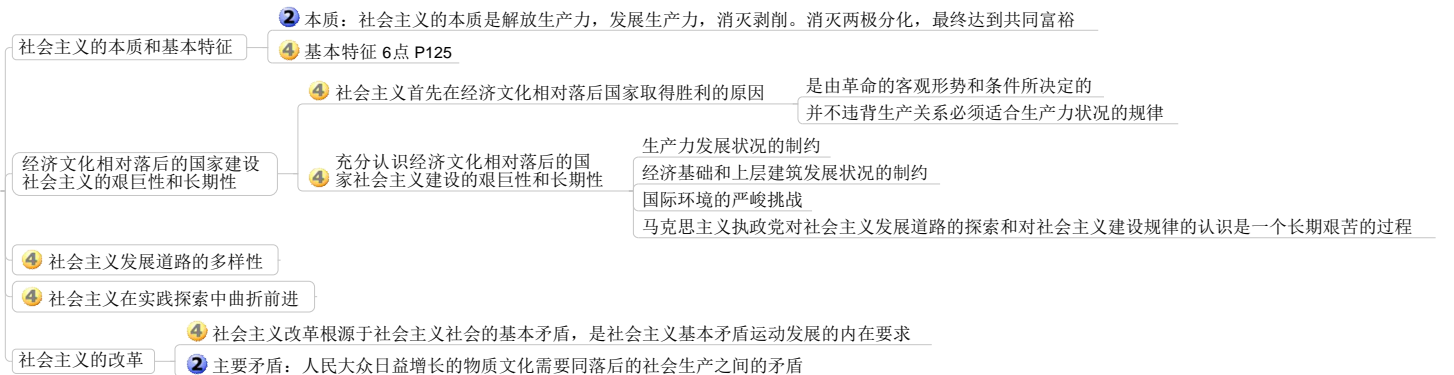 社会主义的本质和基本特征
2 本质：社会主义的本质是解放生产力，发展生产力，消灭剥削。消灭两极分化，最终达到共同富裕
4 基本特征 6点 P125
经济文化相对落后的国家建设
社会主义的艰巨性和长期性
4 社会主义首先在经济文化相对落后国家取得胜利的原因
是由革命的客观形势和条件所决定的
并不违背生产关系必须适合生产力状况的规律
4 充分认识经济文化相对落后的国
家社会主义建设的艰巨性和长期性
生产力发展状况的制约
经济基础和上层建筑发展状况的制约
国际环境的严峻挑战
马克思主义执政党对社会主义发展道路的探索和对社会主义建设规律的认识是一个长期艰苦的过程
4 社会主义发展道路的多样性
4 社会主义在实践探索中曲折前进
社会主义的改革
4 社会主义改革根源于社会主义社会的基本矛盾，是社会主义基本矛盾运动发展的内在要求
2 主要矛盾：人民大众日益增长的物质文化需要同落后的社会生产之间的矛盾